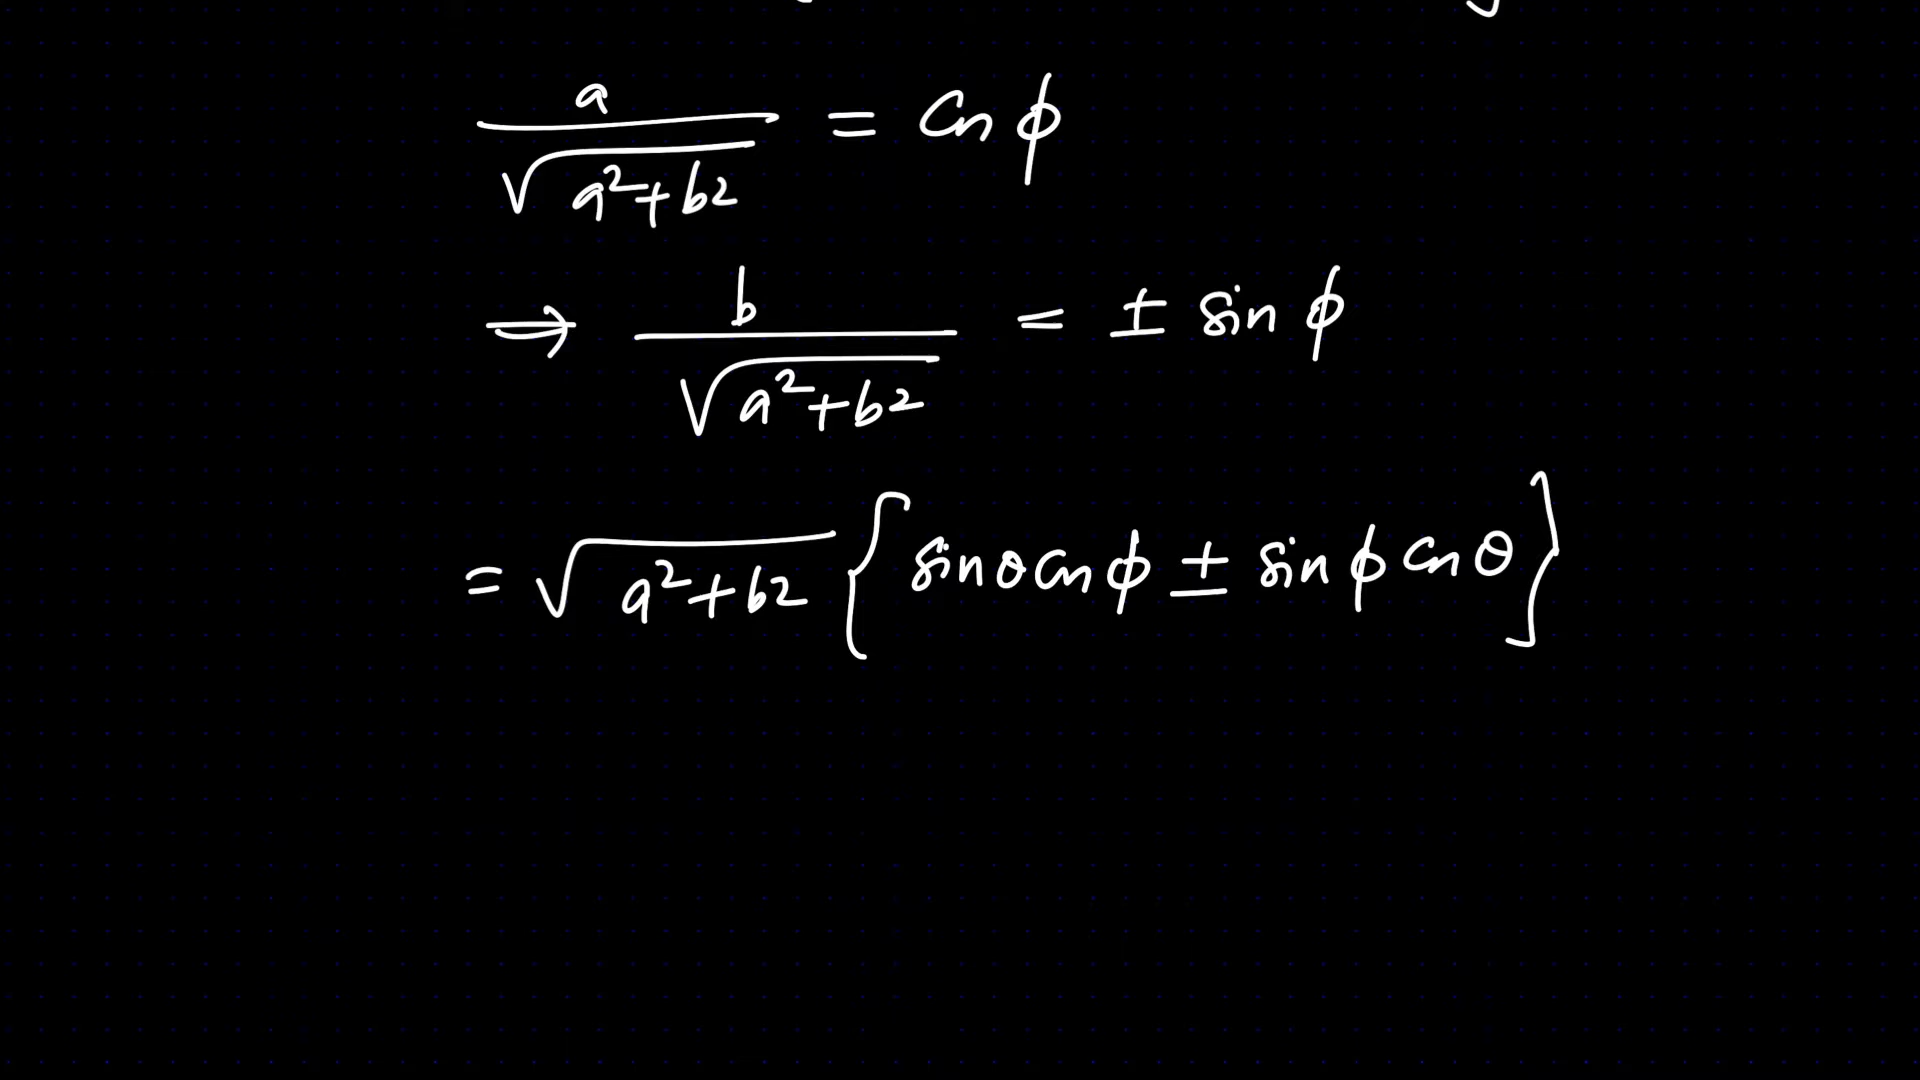 a/√(a²+b²) = cos φ
⇒ b/√(a²+b²) = ± sin φ
= √(a²+b²) { sin θ cos φ ± sin φ cos θ }